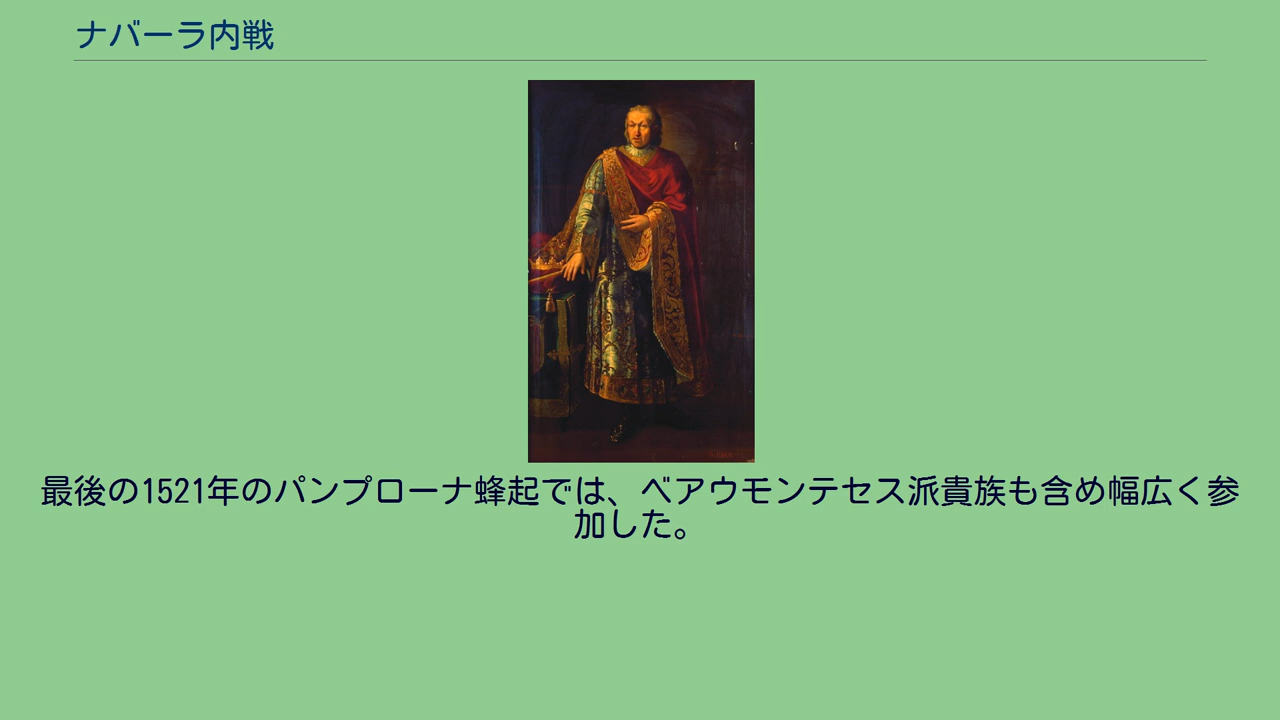 ナバーラ内戦
最後の1521年のパンプローナ蜂起では、ベアウモンテセス派貴族も含め幅広く参
加した。